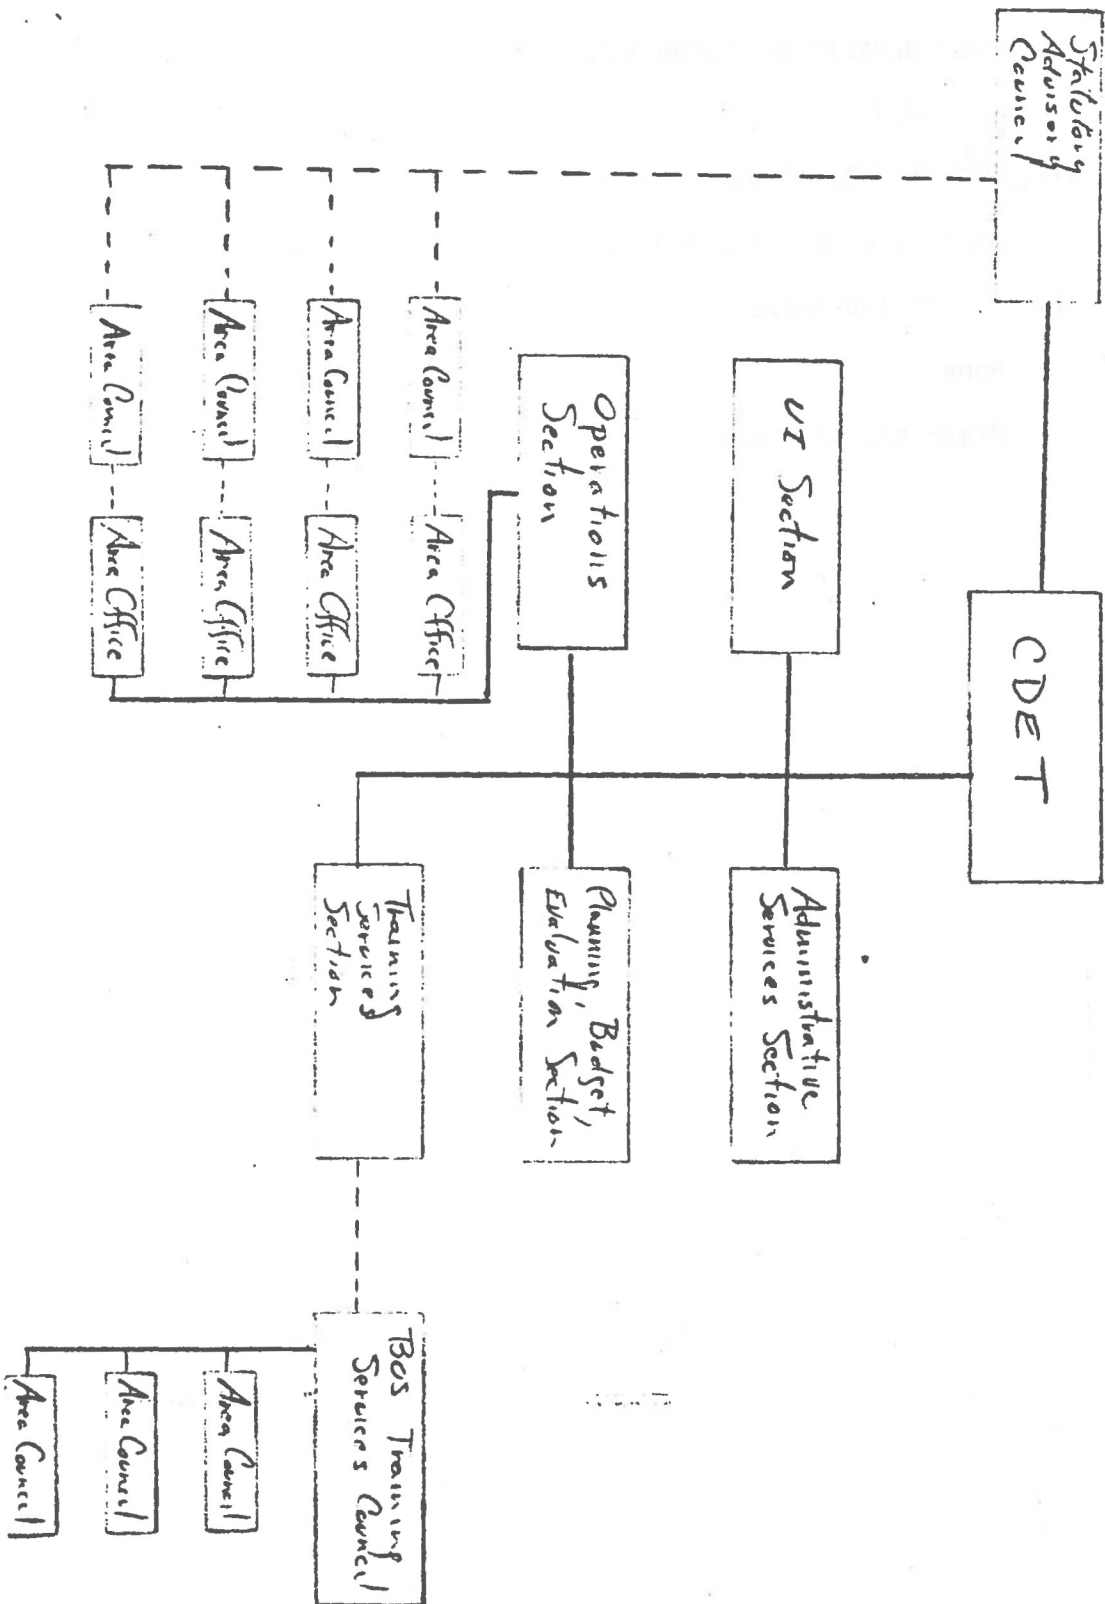 Statutory
Advisory
Council
CDET
UI Section
Administrative
Services Section
Operations
Section
Planning, Budget,
Evaluation Section
Area Council
Area Office
Area Council
Area Office
Area Council
Area Office
Area Council
Area Office
Training
Services
Section
BOS Training
Services Council
Area Council
Area Council
Area Council